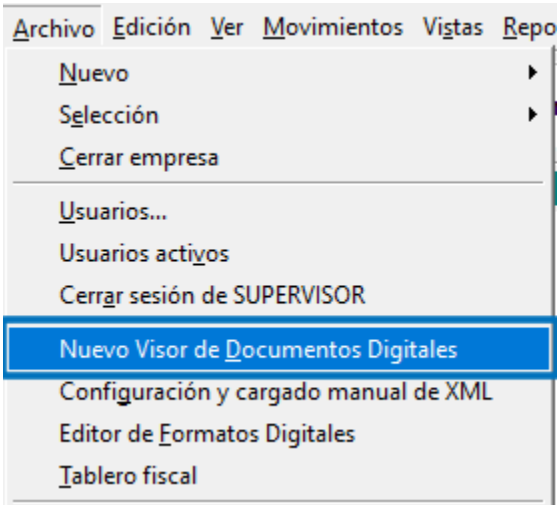 Archivo Edición Ver Movimientos Vistas Repo
Nuevo
Selección
Cerrar empresa
Usuarios...
Usuarios activos
Cerrar sesión de SUPERVISOR
Nuevo Visor de Documentos Digitales
Configuración y cargado manual de XML
Editor de Formatos Digitales
Tablero fiscal